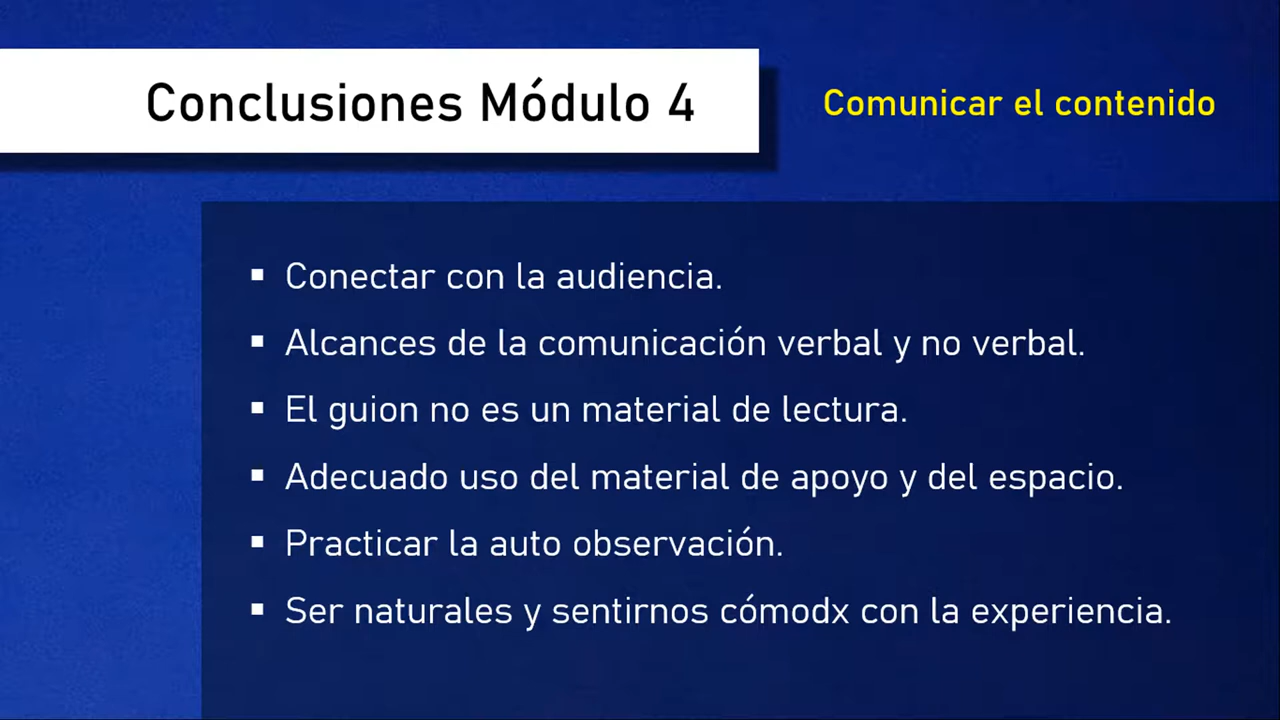 Conclusiones Módulo 4
Comunicar el contenido
▪ Conectar con la audiencia.
▪ Alcances de la comunicación verbal y no verbal.
▪ El guion no es un material de lectura.
▪ Adecuado uso del material de apoyo y del espacio.
▪ Practicar la auto observación.
▪ Ser naturales y sentirnos cómodx con la experiencia.